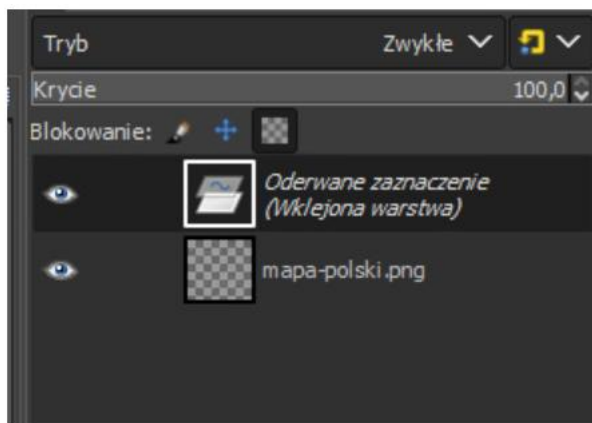 Tryb Zwykłe
Krycie 100,0
Blokowanie:
Oderwane zaznaczenie
(Wklejona warstwa)
mapa-polski.png